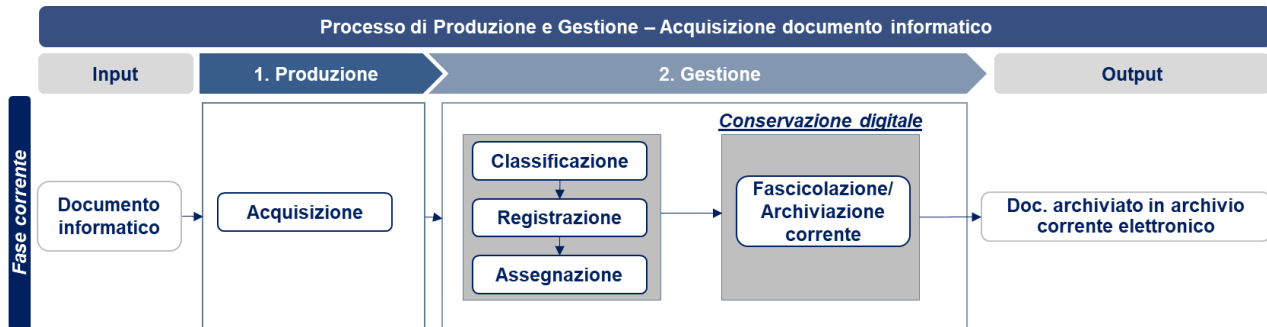 Processo di Produzione e Gestione – Acquisizione documento informatico
Input
1. Produzione
2. Gestione
Output
Fase corrente
Documento
informatico
Acquisizione
Classificazione
Registrazione
Assegnazione
Conservazione digitale
Fascicolazione/
Archiviazione
corrente
Doc. archiviato in archivio
corrente elettronico